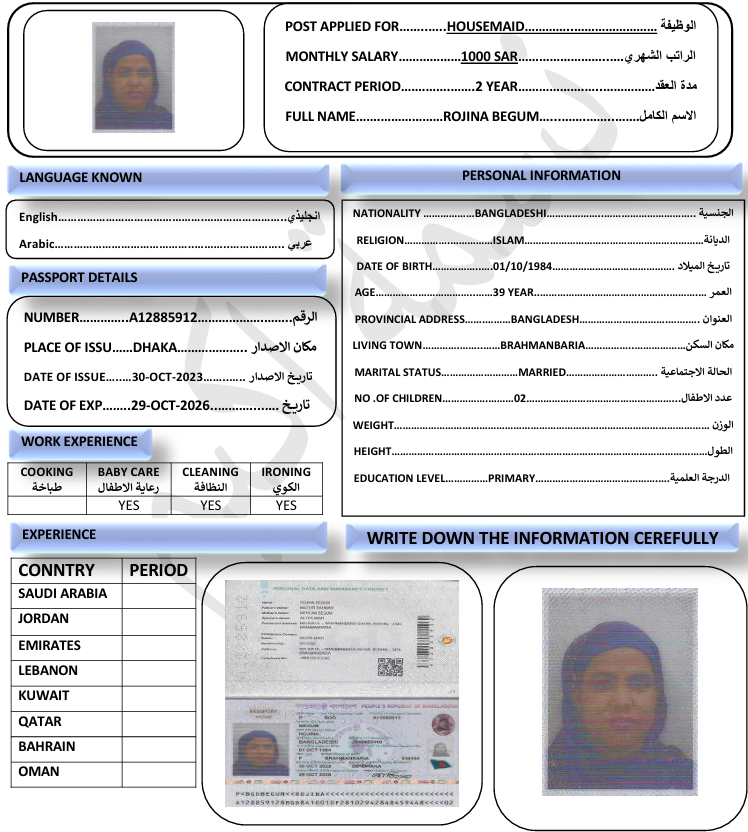 POST APPLIED FOR............HOUSEMAID.................................... الوظيفة
MONTHLY SALARY...............1000 SAR..........................الراتب الشهري
CONTRACT PERIOD..................2 YEAR..................................مدة العقد
FULL NAME.....................ROJINA BEGUM.........................الاسم الكامل
LANGUAGE KNOWN
English..........................................................انجليذي
Arabic.......................................................... عربي
PASSPORT DETAILS
NUMBER.............A12885912......................الرقم
PLACE OF ISSU......DHAKA.................. مكان الاصدار
DATE OF ISSUE.......30-OCT-2023........... تاريخ الاصدار
DATE OF EXP.....29-OCT-2026............... تاريخ
WORK EXPERIENCE
COOKING BABY CARE CLEANING IRONING
طباخة رعاية الاطفال النظافة الكوي
YES YES YES
PERSONAL INFORMATION
NATIONALITY ...............BANGLADESHI................................................ الجنسية
RELIGION..........................ISLAM..................................................الديانة
DATE OF BIRTH..................01/10/1984................................... تاريخ الميلاد
AGE...................................39 YEAR................................................ العمر
PROVINCIAL ADDRESS..............BANGLADESH.................................. العنوان
LIVING TOWN.................BRAHMANBARIA..............................مكان السكن
MARITAL STATUS.......................MARRIED........................... الحالة الاجتماعية
NO .OF CHILDREN......................02......................................عدد الاطفال
WEIGHT..........................................................................................الوزن
HEIGHT..........................................................................................الطول
EDUCATION LEVEL............PRIMARY................................................الدرجة العلمية
EXPERIENCE
CONNTRY PERIOD
SAUDI ARABIA
JORDAN
EMIRATES
LEBANON
KUWAIT
QATAR
BAHRAIN
OMAN
WRITE DOWN THE INFORMATION CEREFULLY
PERSONAL DATA AND EMERGENCY CONTACT
PASSPORT
PEOPLE'S REPUBLIC OF BANGLADESH
P BGD A12885912
BEGUM
ROJINA
BANGLADESHI
01 OCT 1984
F BRAHMANBARIA
30 OCT 2023
29 OCT 2026